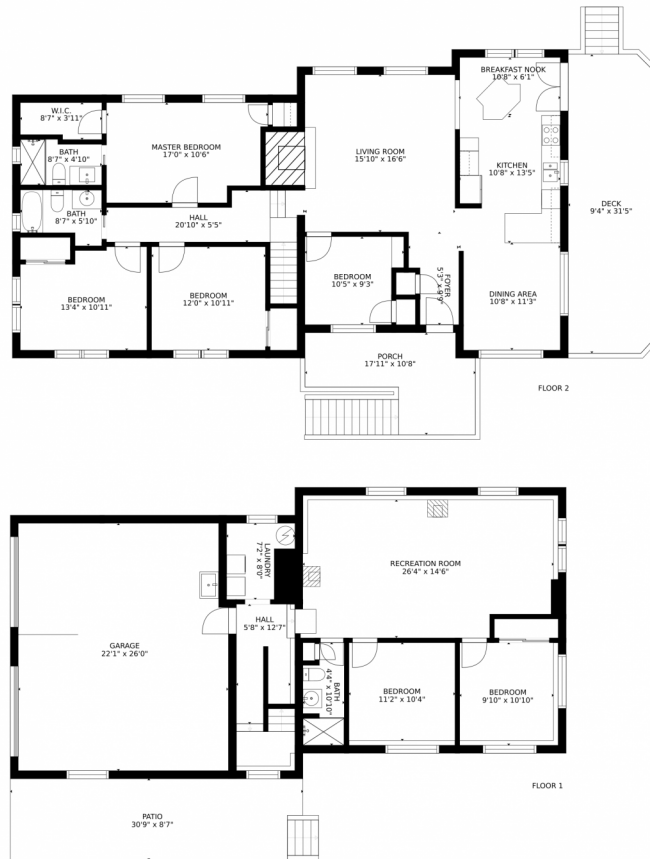 BREAKFAST NOOK
10'8" x 6'1"
W.I.C.
8'7" x 3'11"
MASTER BEDROOM
17'0" x 10'6"
BATH
8'7" x 4'10"
LIVING ROOM
15'10" x 16'6"
KITCHEN
10'8" x 13'5"
DECK
9'4" x 31'5"
BATH
8'7" x 5'10"
HALL
20'10" x 5'5"
BEDROOM
13'4" x 10'11"
BEDROOM
12'0" x 10'11"
BEDROOM
10'5" x 9'3"
FOYER
5'3" x 9'9"
DINING AREA
10'8" x 11'3"
PORCH
17'11" x 10'8"
FLOOR 2
LAUNDRY
7'2" x 8'0"
RECREATION ROOM
26'4" x 14'6"
HALL
5'8" x 12'7"
GARAGE
22'1" x 26'0"
BATH
4'4" x 10'10"
BEDROOM
11'2" x 10'4"
BEDROOM
9'10" x 10'10"
FLOOR 1
PATIO
30'9" x 8'7"